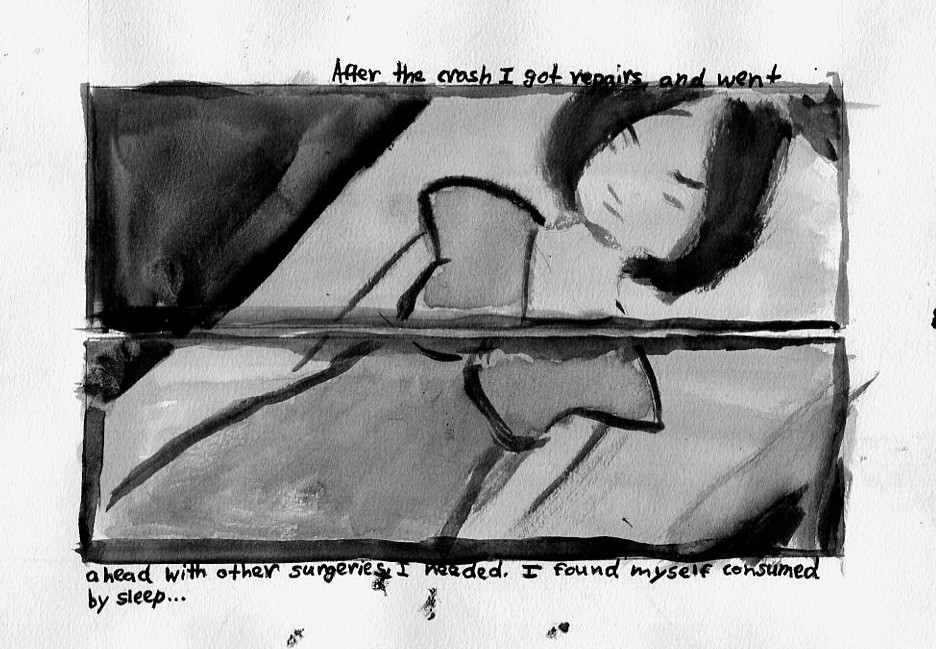 After the crash I got repairs, and went
ahead with other surgeries I needed. I found myself consumed
by sleep...